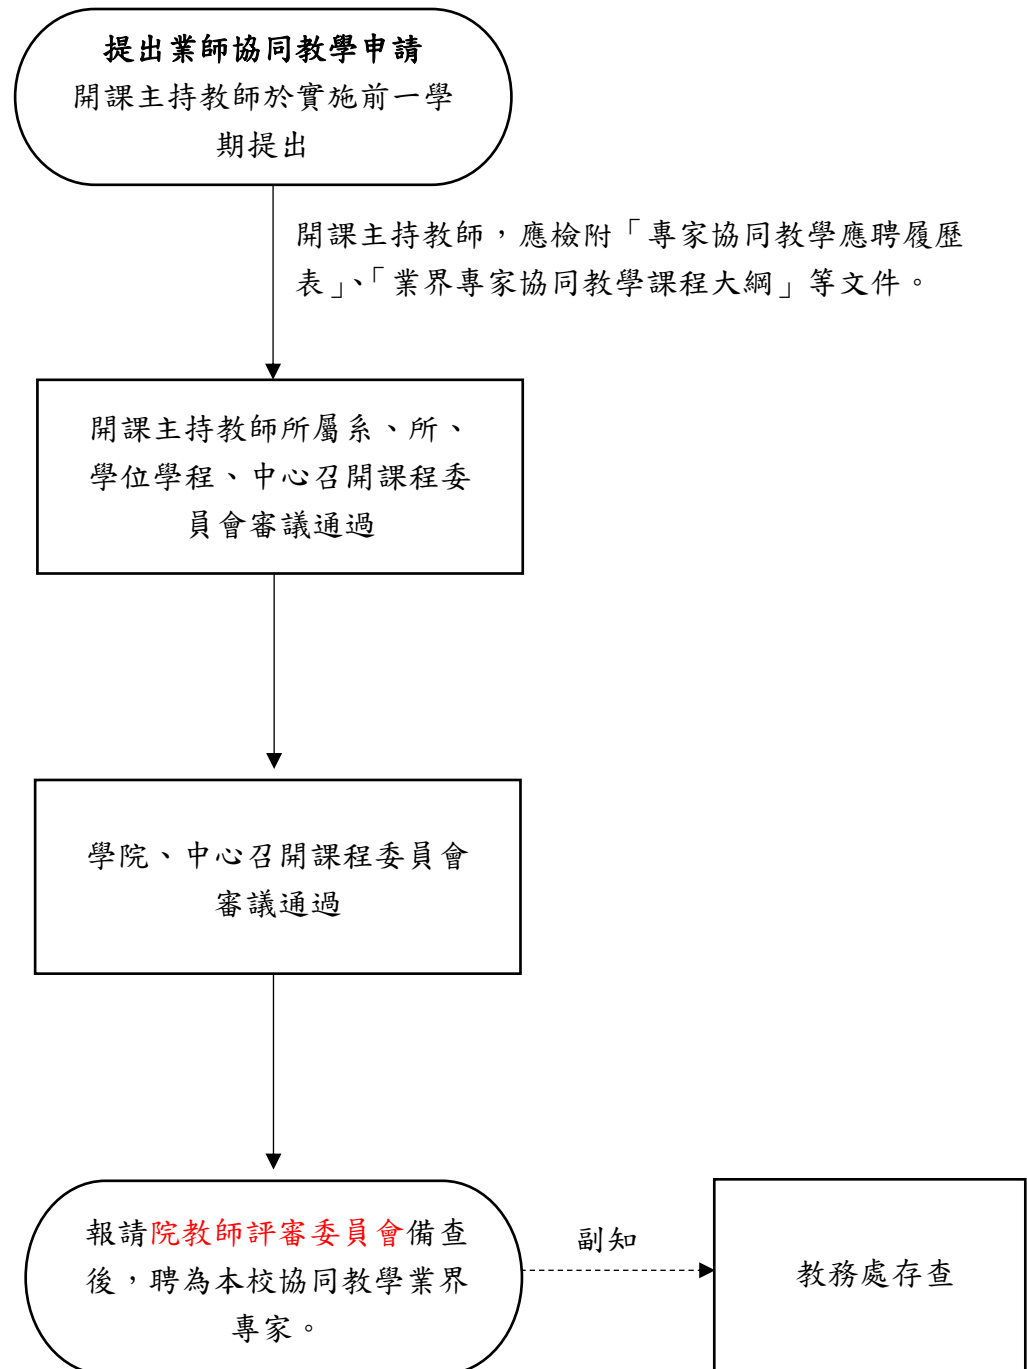 提出業師協同教學申請
開課主持教師於實施前一學
期提出
開課主持教師，應檢附「專家協同教學應聘履歷
表」、「業界專家協同教學課程大綱」等文件。
開課主持教師所屬系、所、
學位學程、中心召開課程委
員會審議通過
學院、中心召開課程委員會
審議通過
報請院教師評審委員會備查
後，聘為本校協同教學業界
專家。
副知
教務處存查